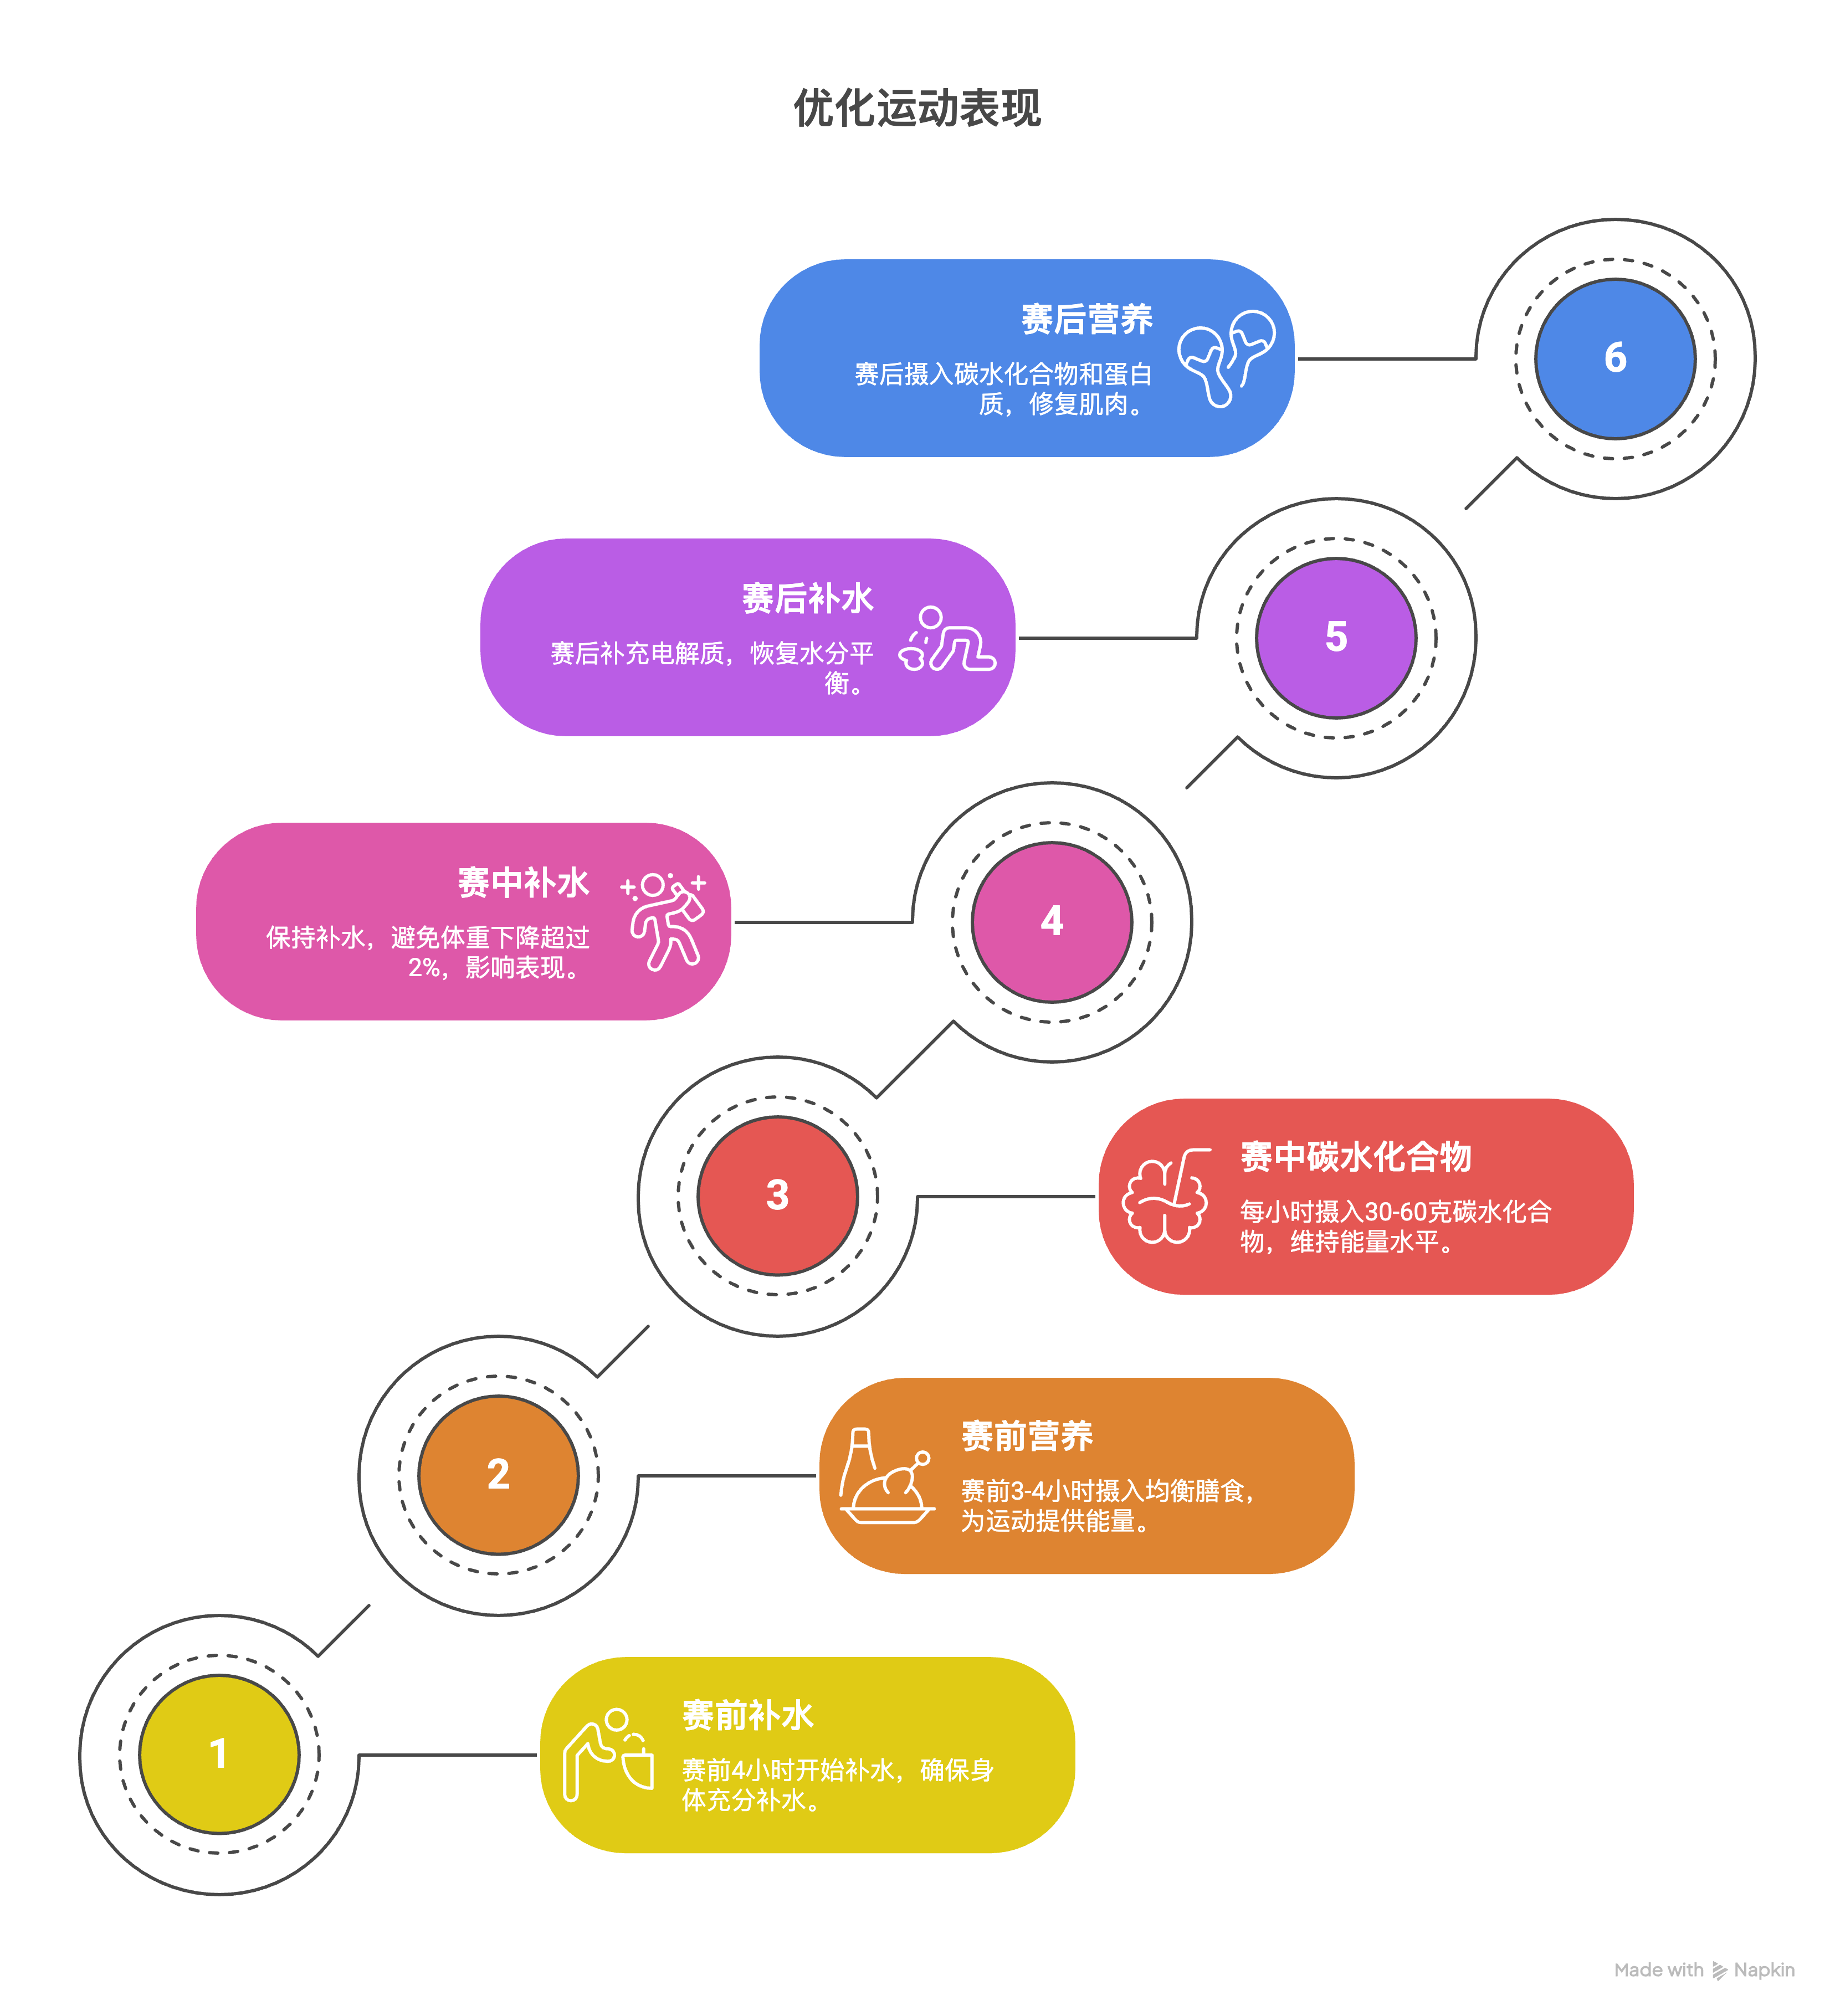 优化运动表现
赛后营养
赛后摄入碳水化合物和蛋白
质，修复肌肉。
6
赛后补水
赛后补充电解质，恢复水分平
衡。
5
赛中补水
保持补水，避免体重下降超过
2%，影响表现。
4
3
赛中碳水化合物
每小时摄入30-60克碳水化合
物，维持能量水平。
2
赛前营养
赛前3-4小时摄入均衡膳食，
为运动提供能量。
1
赛前补水
赛前4小时开始补水，确保身
体充分补水。
Made with Napkin